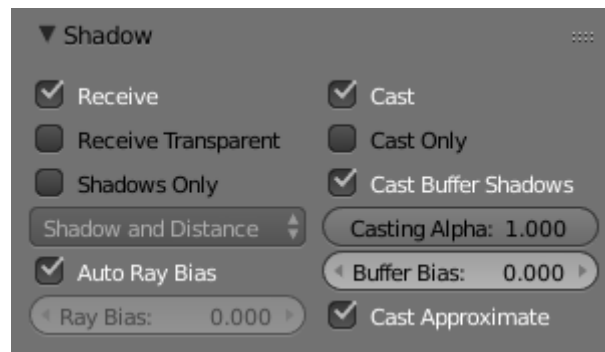 Shadow
Receive
Cast
Receive Transparent
Cast Only
Shadows Only
Cast Buffer Shadows
Shadow and Distance
Casting Alpha: 1.000
Auto Ray Bias
Buffer Bias: 0.000
Ray Bias: 0.000
Cast Approximate